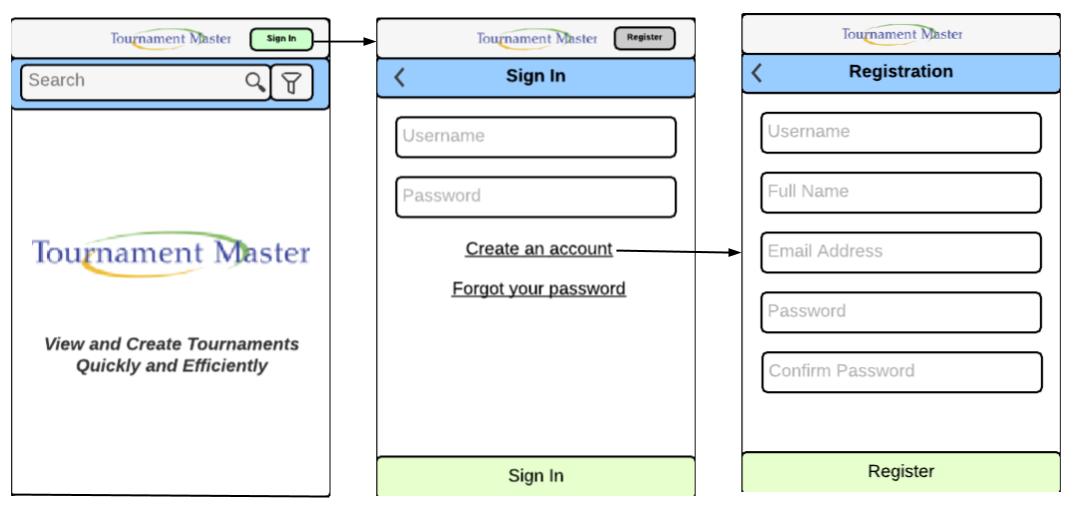 Tournament Master
Sign In
Search
Tournament Master
View and Create Tournaments
Quickly and Efficiently
Tournament Master
Register
Sign In
Username
Password
Create an account
Forgot your password
Sign In
Tournament Master
Registration
Username
Full Name
Email Address
Password
Confirm Password
Register